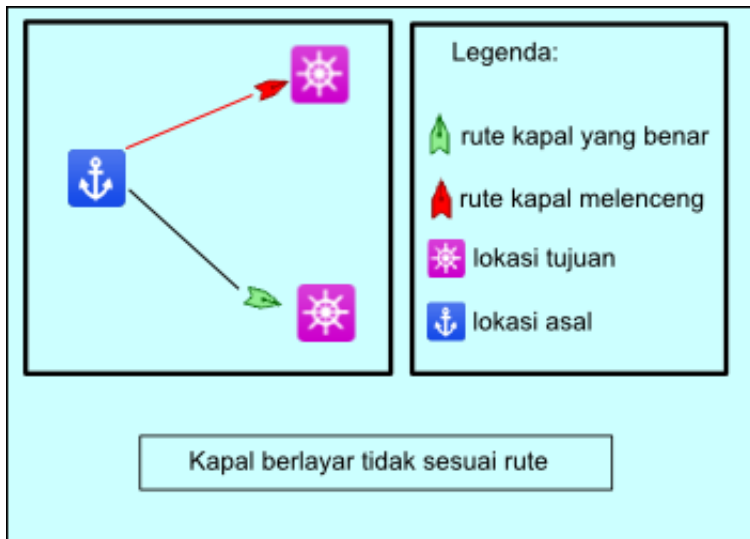 Legenda:
rute kapal yang benar
rute kapal melenceng
lokasi tujuan
lokasi asal
Kapal berlayar tidak sesuai rute